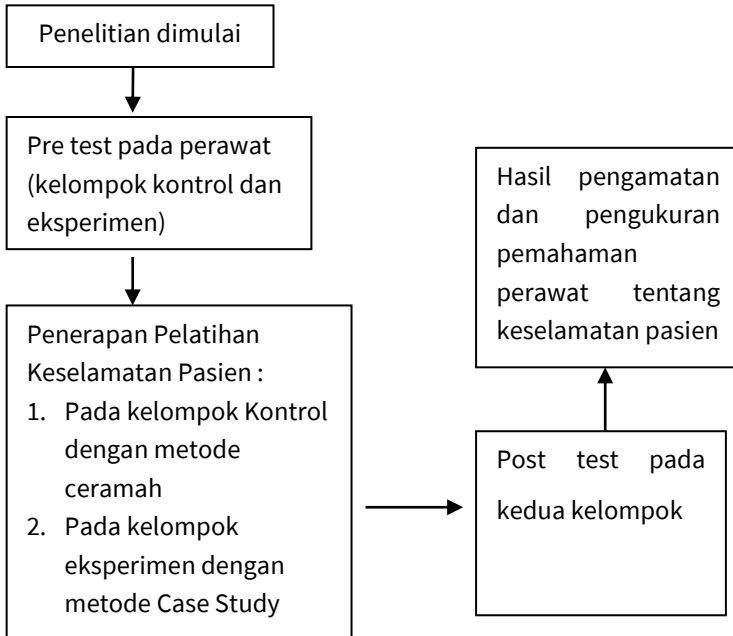 Penelitian dimulai
Pre test pada perawat
(kelompok kontrol dan
eksperimen)
Penerapan Pelatihan
Keselamatan Pasien :
1. Pada kelompok Kontrol
dengan metode
ceramah
2. Pada kelompok
eksperimen dengan
metode Case Study
Post test pada
kedua kelompok
Hasil pengamatan
dan pengukuran
pemahaman
perawat tentang
keselamatan pasien